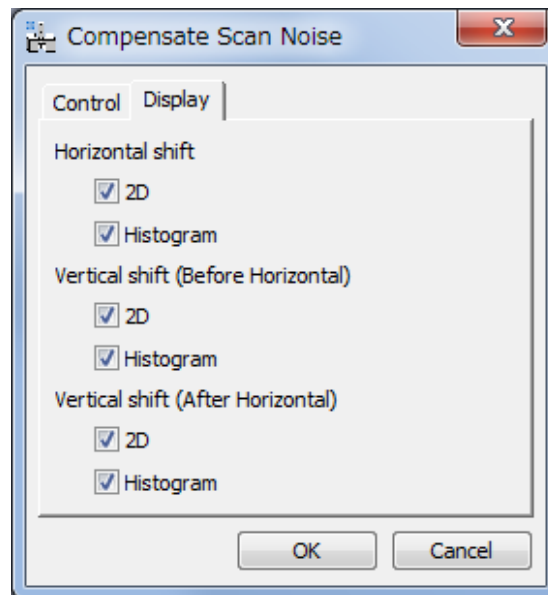 Compensate Scan Noise
Control Display
Horizontal shift
2D
Histogram
Vertical shift (Before Horizontal)
2D
Histogram
Vertical shift (After Horizontal)
2D
Histogram
OK Cancel